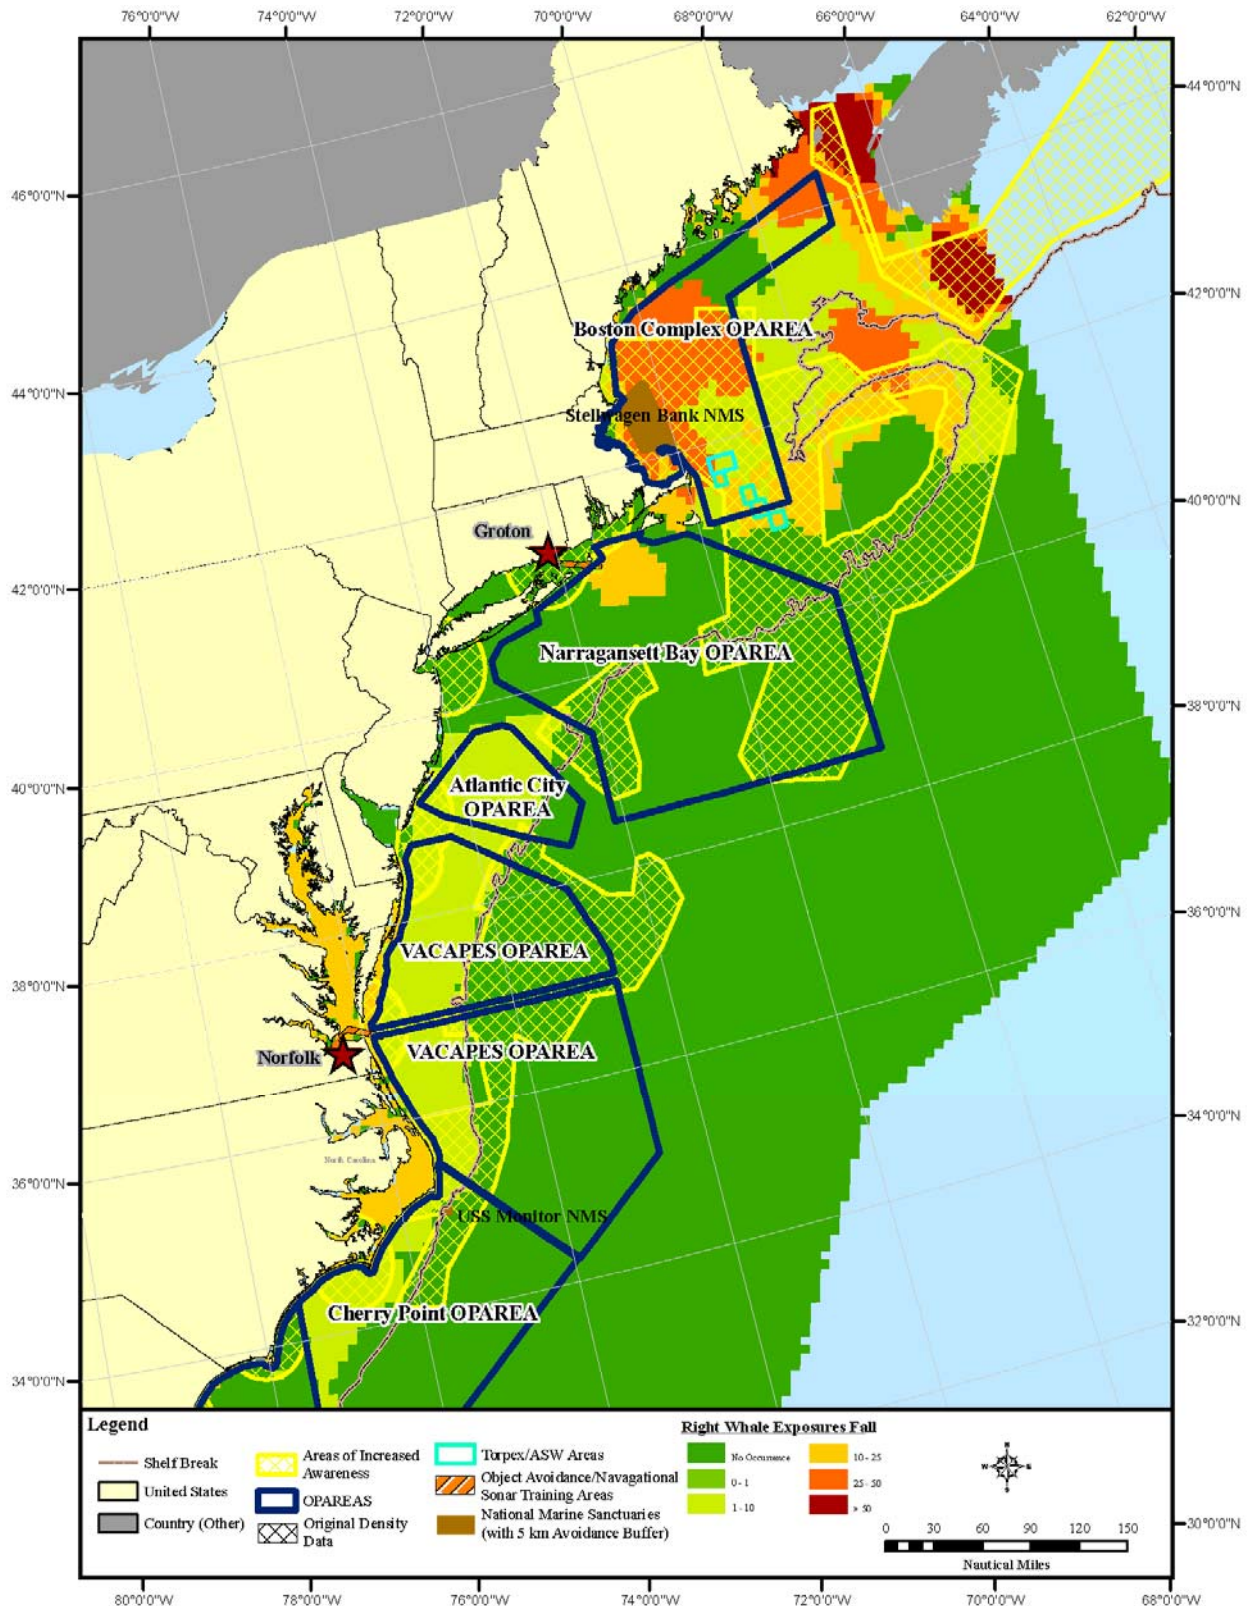 76°0'0"W 74°0'0"W 72°0'0"W 70°0'0"W 68°0'0"W 66°0'0"W 64°0'0"W 62°0'0"W
44°0'0"N
46°0'0"N
42°0'0"N
Boston Complex OPAREA
44°0'0"N
Stellwagen Bank NMS
40°0'0"N
Groton
42°0'0"N
Narragansett Bay OPAREA
38°0'0"N
Atlantic City
OPAREA
40°0'0"N
36°0'0"N
VACAPES OPAREA
38°0'0"N
VACAPES OPAREA
Norfolk
34°0'0"N
North Carolina
36°0'0"N
USS Monitor NMS
Cherry Point OPAREA
32°0'0"N
34°0'0"N
Legend
Shelf Break
United States
Country (Other)
Areas of Increased
Awareness
OPAREAS
Original Density
Data
Torpex/ASW Areas
Object Avoidance/Navagational
Sonar Training Areas
National Marine Sanctuaries
(with 5 km Avoidance Buffer)
Right Whale Exposures Fall
No Occurrence
0 - 1
1 - 10
10 - 25
25 - 50
> 50
N
W E
S
0 30 60 90 120 150
Nautical Miles
30°0'0"N
80°0'0"W 78°0'0"W 76°0'0"W 74°0'0"W 72°0'0"W 70°0'0"W 68°0'0"W